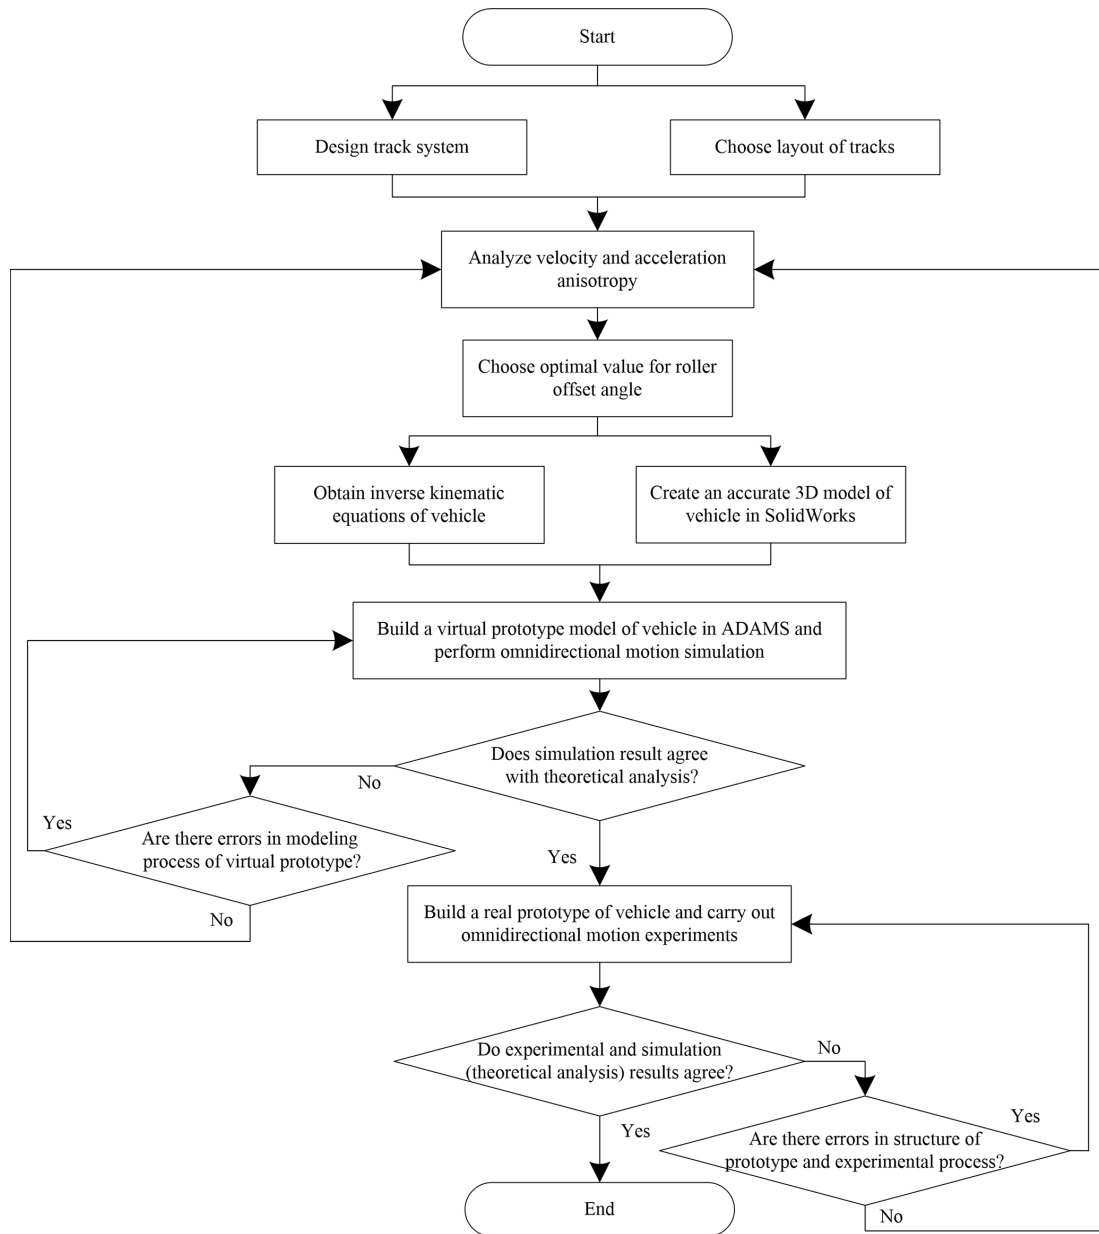 Start
Design track system
Choose layout of tracks
Analyze velocity and acceleration
anisotropy
Choose optimal value for roller
offset angle
Obtain inverse kinematic
equations of vehicle
Create an accurate 3D model of
vehicle in SolidWorks
Build a virtual prototype model of vehicle in ADAMS and
perform omnidirectional motion simulation
Does simulation result agree
with theoretical analysis?
No
Yes
Are there errors in modeling
process of virtual prototype?
No
Yes
Build a real prototype of vehicle and carry out
omnidirectional motion experiments
Do experimental and simulation
(theoretical analysis) results agree?
No
Yes
Yes
Are there errors in structure of
prototype and experimental process?
No
End